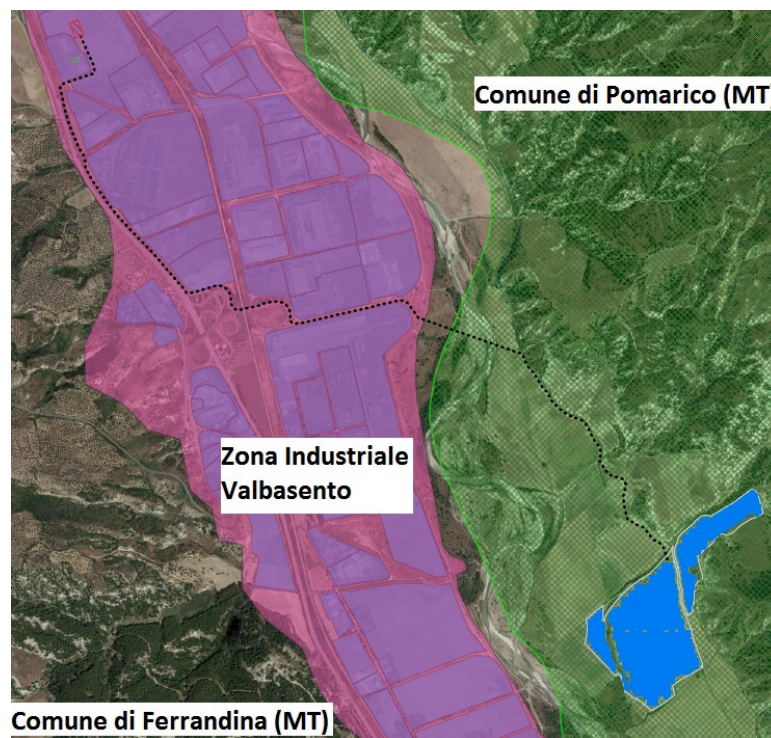 Comune di Pomarico (MT)
Zona Industriale
Valbasento
Comune di Ferrandina (MT)